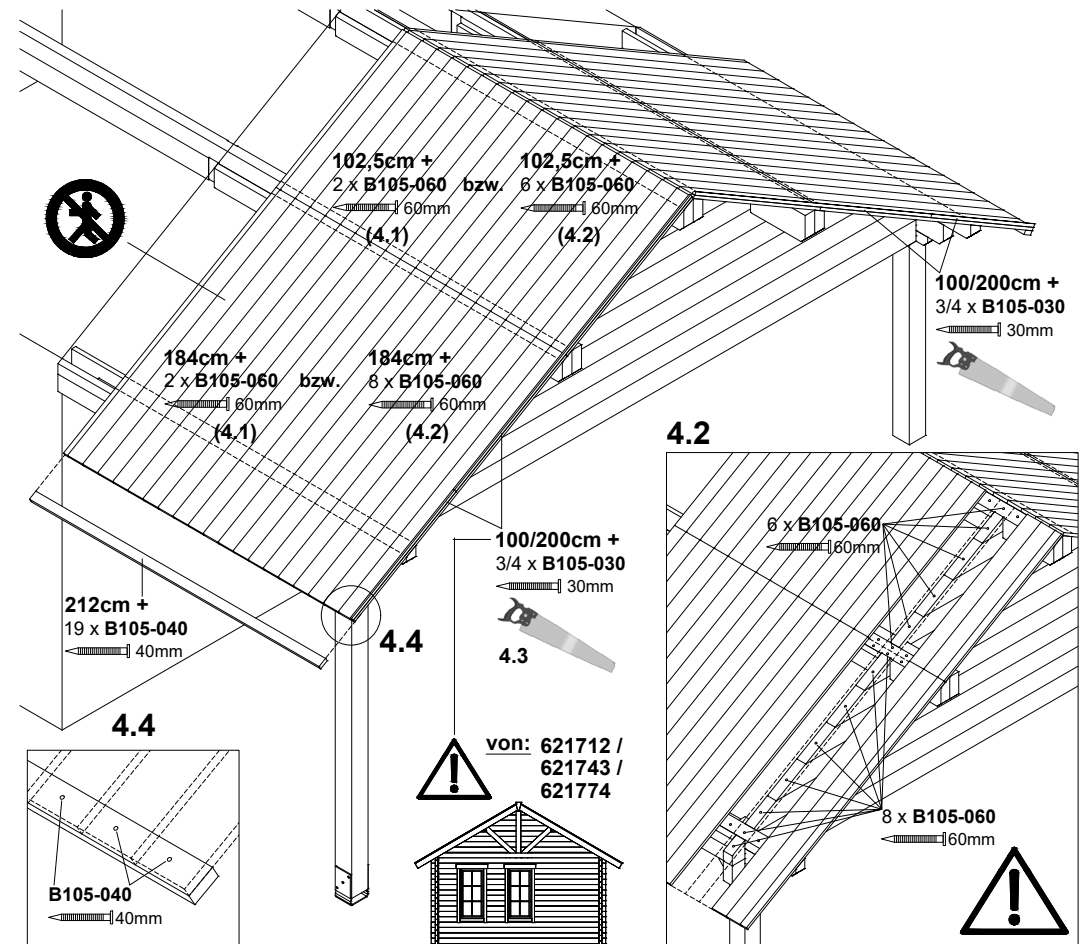 102,5cm +
2 x B105-060 bzw.
60mm
(4.1)
102,5cm +
6 x B105-060
60mm
(4.2)
100/200cm +
3/4 x B105-030
30mm
184cm +
2 x B105-060 bzw.
60mm
(4.1)
184cm +
8 x B105-060
60mm
(4.2)
4.2
6 x B105-060
60mm
8 x B105-060
60mm
100/200cm +
3/4 x B105-030
30mm
4.3
212cm +
19 x B105-040
40mm
4.4
4.4
B105-040
40mm
von: 621712 /
621743 /
621774